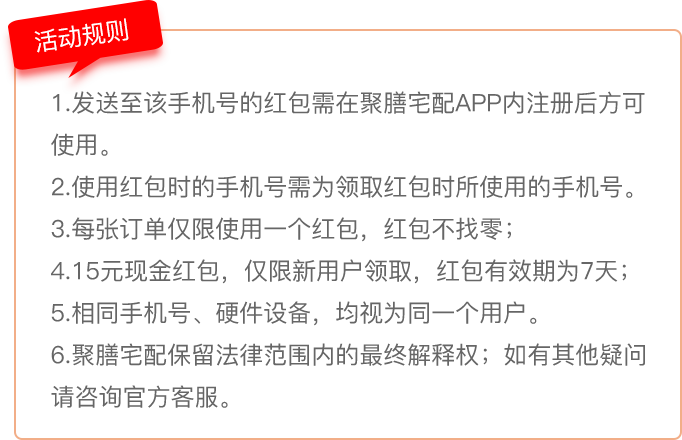 活动规则
1.发送至该手机号的红包需在聚膳宅配APP内注册后方可
使用。
2.使用红包时的手机号需为领取红包时所使用的手机号。
3.每张订单仅限使用一个红包，红包不找零；
4.15元现金红包，仅限新用户领取，红包有效期为7天；
5.相同手机号、硬件设备，均视为同一个用户。
6.聚膳宅配保留法律范围内的最终解释权；如有其他疑问
请咨询官方客服。